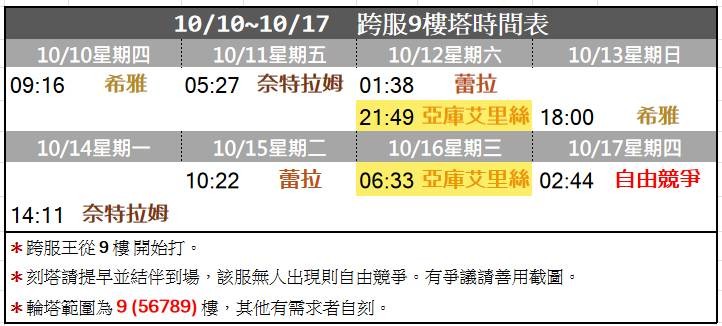 10/10~10/17 跨服9樓塔時間表
10/10星期四 10/11星期五 10/12星期六 10/13星期日
09:16 希雅 05:27 奈特拉姆 01:38 蕾拉
21:49 亞庫艾里絲 18:00 希雅
10/14星期一 10/15星期二 10/16星期三 10/17星期四
10:22 蕾拉 06:33 亞庫艾里絲 02:44 自由競爭
14:11 奈特拉姆
*跨服王從 9 樓 開始打。
*刻塔請提早並結伴到場，該服無人出現則自由競爭。有爭議請善用截圖。
*輪塔範圍為 9 (56789) 樓，其他有需求者自刻。